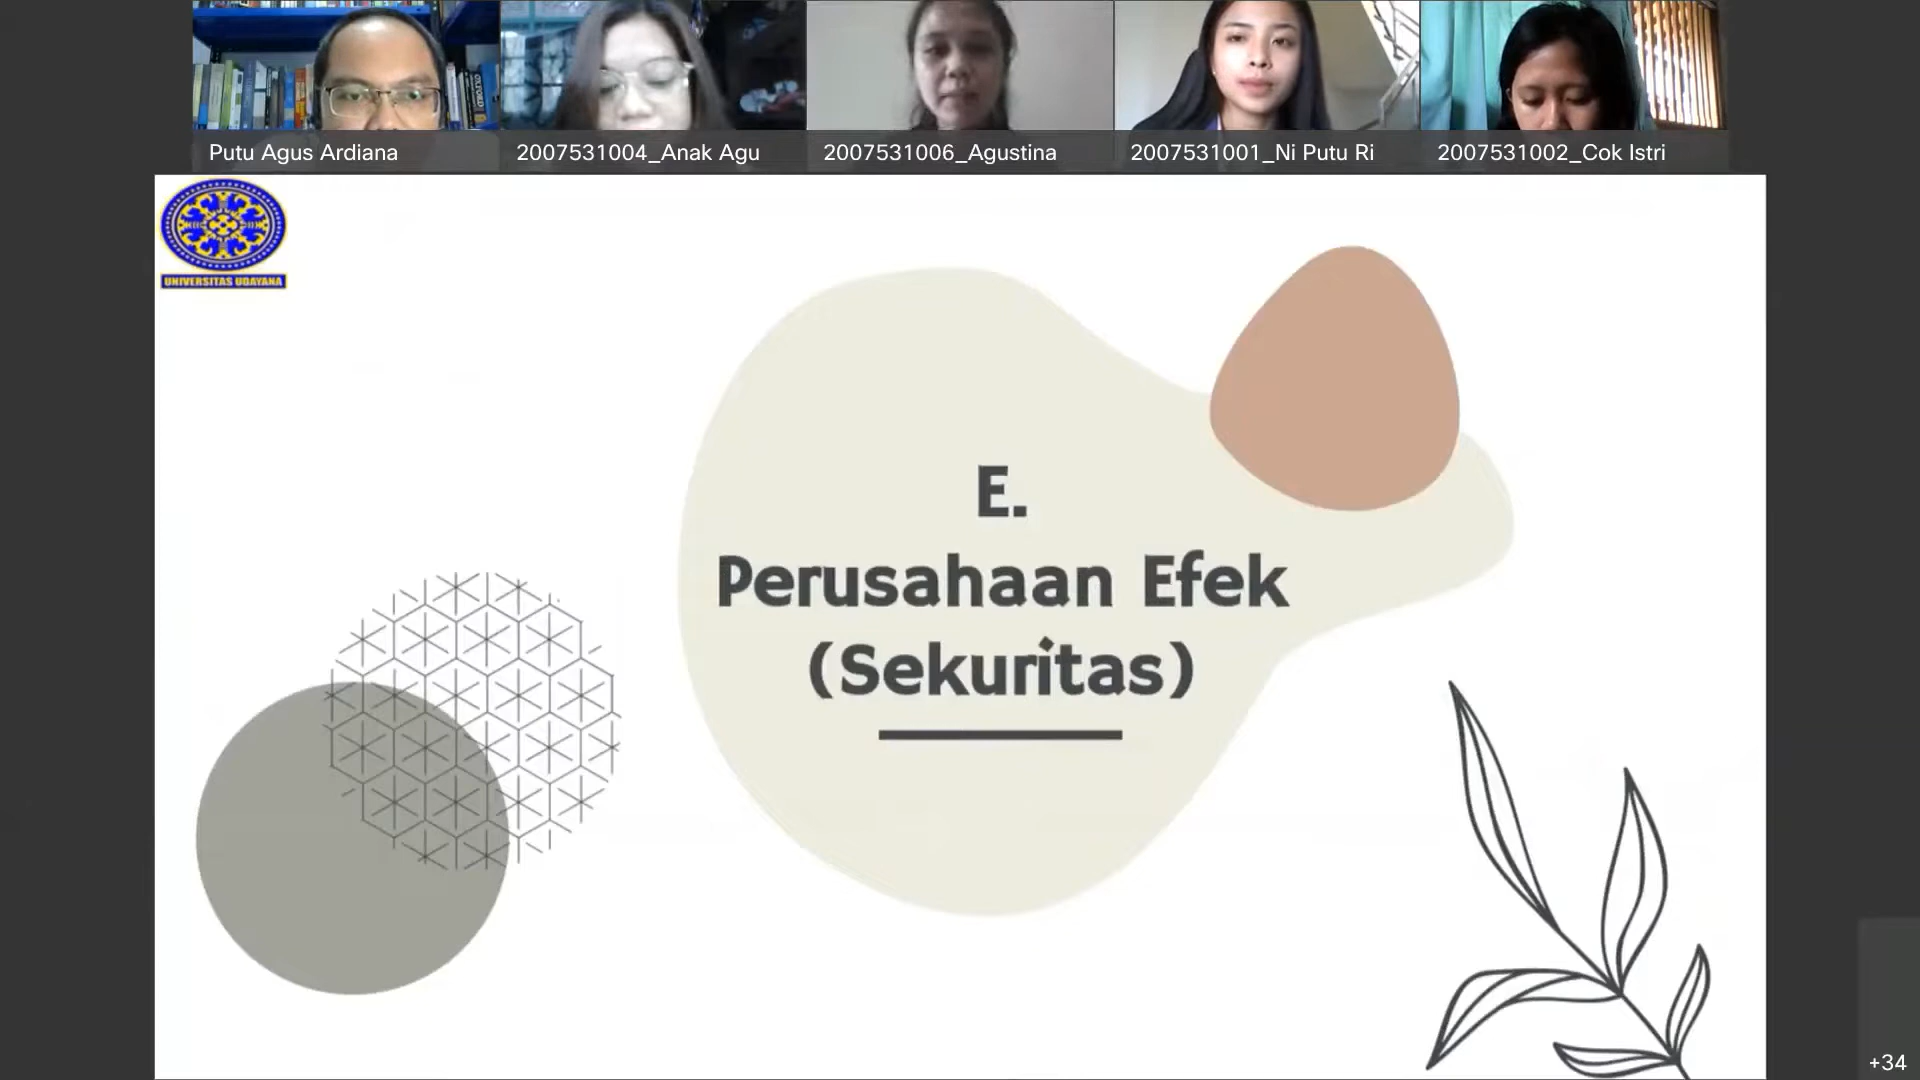 Putu Agus Ardiana
2007531004_Anak Agu
2007531006_Agustina
2007531001_Ni Putu Ri
2007531002_Cok Istri
UNIVERSITAS UDAYANA
E.
Perusahaan Efek
(Sekuritas)
+34